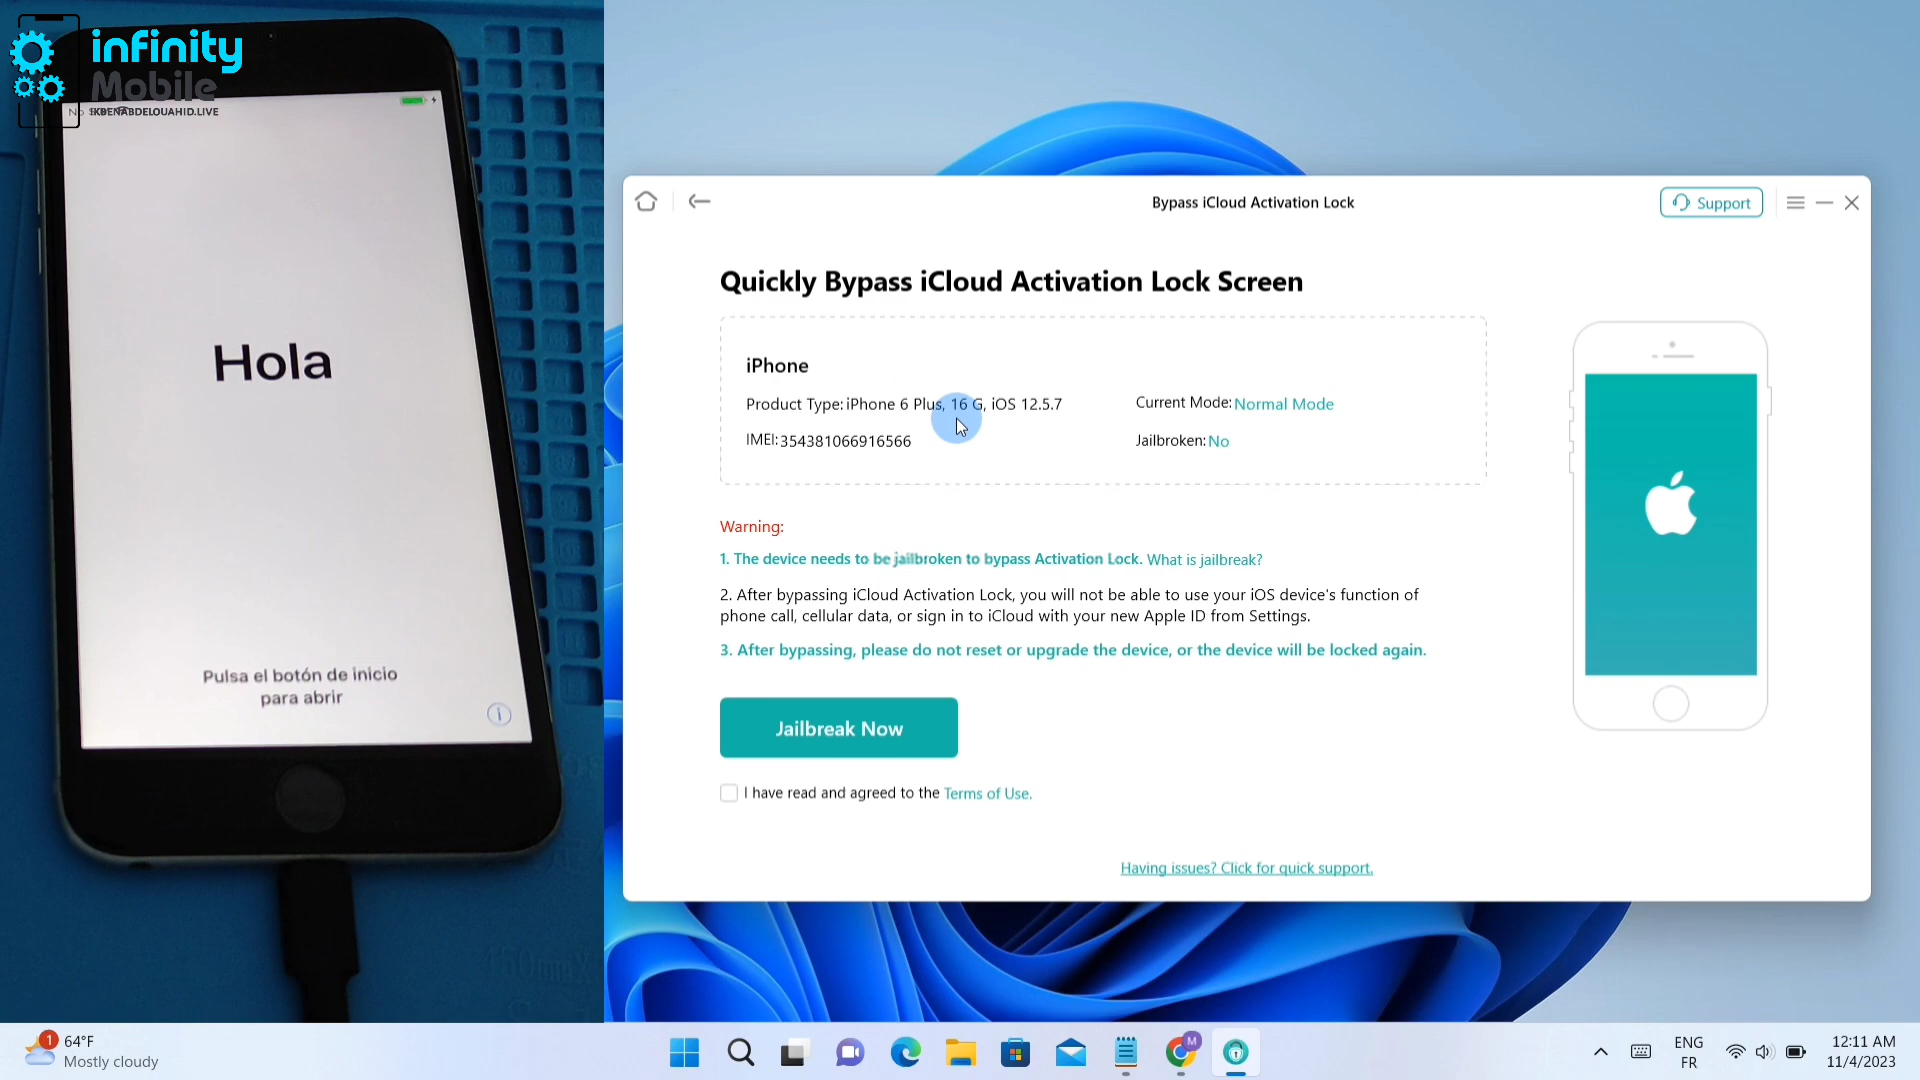 infinity
Mobile
IKBENABDELOUAHID.LIVE
No
Hola
Pulsa el botón de inicio
para abrir
Bypass iCloud Activation Lock
Support
Quickly Bypass iCloud Activation Lock Screen
iPhone
Product Type: iPhone 6 Plus, 16 G, iOS 12.5.7
Current Mode: Normal Mode
IMEI: 354381066916566
Jailbroken: No
Warning:
1. The device needs to be jailbroken to bypass Activation Lock. What is jailbreak?
2. After bypassing iCloud Activation Lock, you will not be able to use your iOS device's function of
phone call, cellular data, or sign in to iCloud with your new Apple ID from Settings.
3. After bypassing, please do not reset or upgrade the device, or the device will be locked again.
Jailbreak Now
I have read and agreed to the Terms of Use.
Having issues? Click for quick support.
1
64°F
Mostly cloudy
M
ENG
FR
12:11 AM
11/4/2023